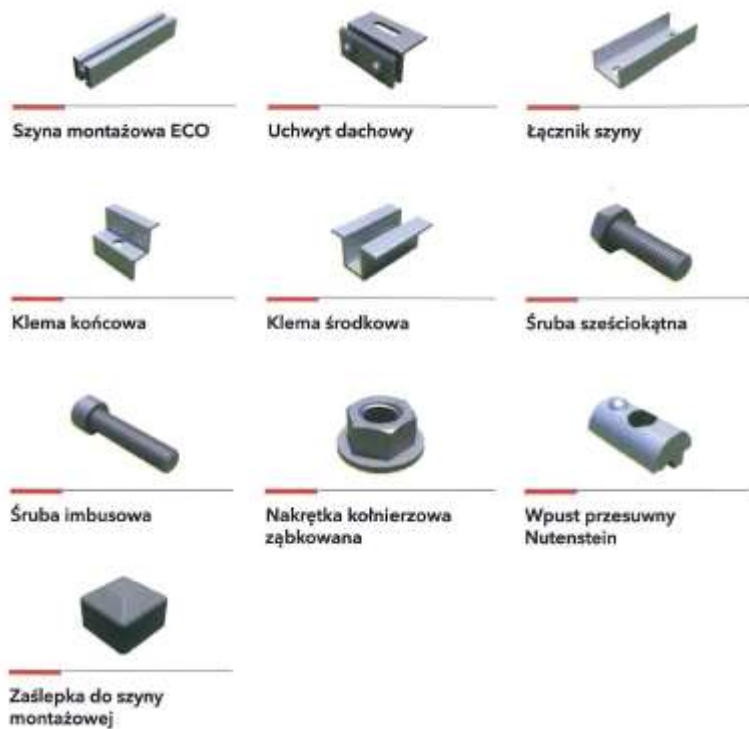 Szyna montażowa ECO
Uchwyt dachowy
Łącznik szyny
Klema końcowa
Klema środkowa
Śruba sześciokątna
Śruba imbusowa
Nakrętka kołnierzowa
ząbkowana
Wpust przesuwny
Nutenstein
Zaślepka do szyny
montażowej